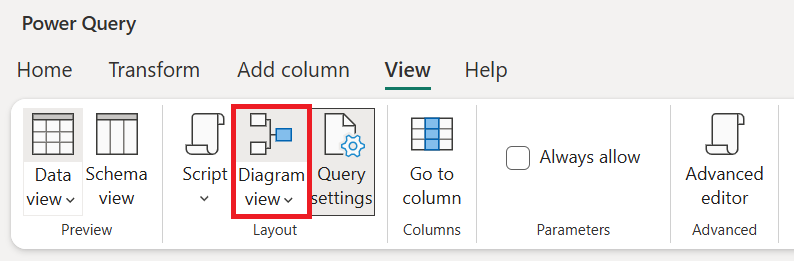 Power Query
Home Transform Add column View Help
Data view
Schema view
Script
Diagram view
Query settings
Go to column
Always allow
Advanced editor
Preview Layout Columns Parameters Advanced